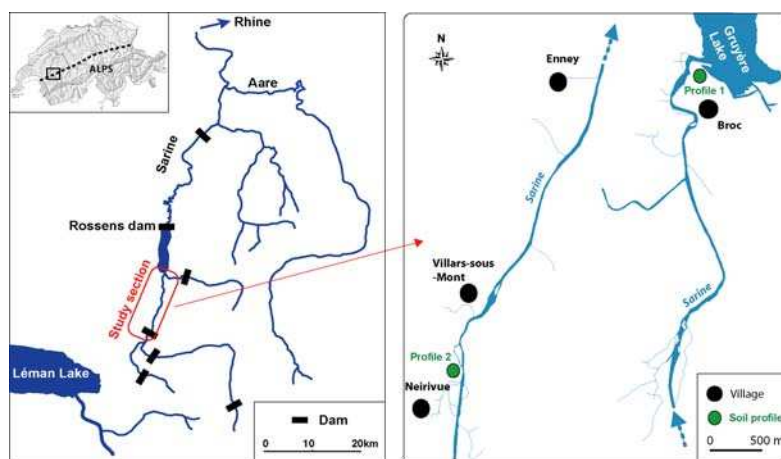 Rhine
ALPS
Aare
Sarine
Rossens dam
Study section
Léman Lake
Dam
0 10 20km
N
Enney
Gruyère
Lake
Profile 1
Broc
Sarine
Villars-sous
-Mont
Sarine
Profile 2
Neirivue
Village
Soil profile
0 500 m